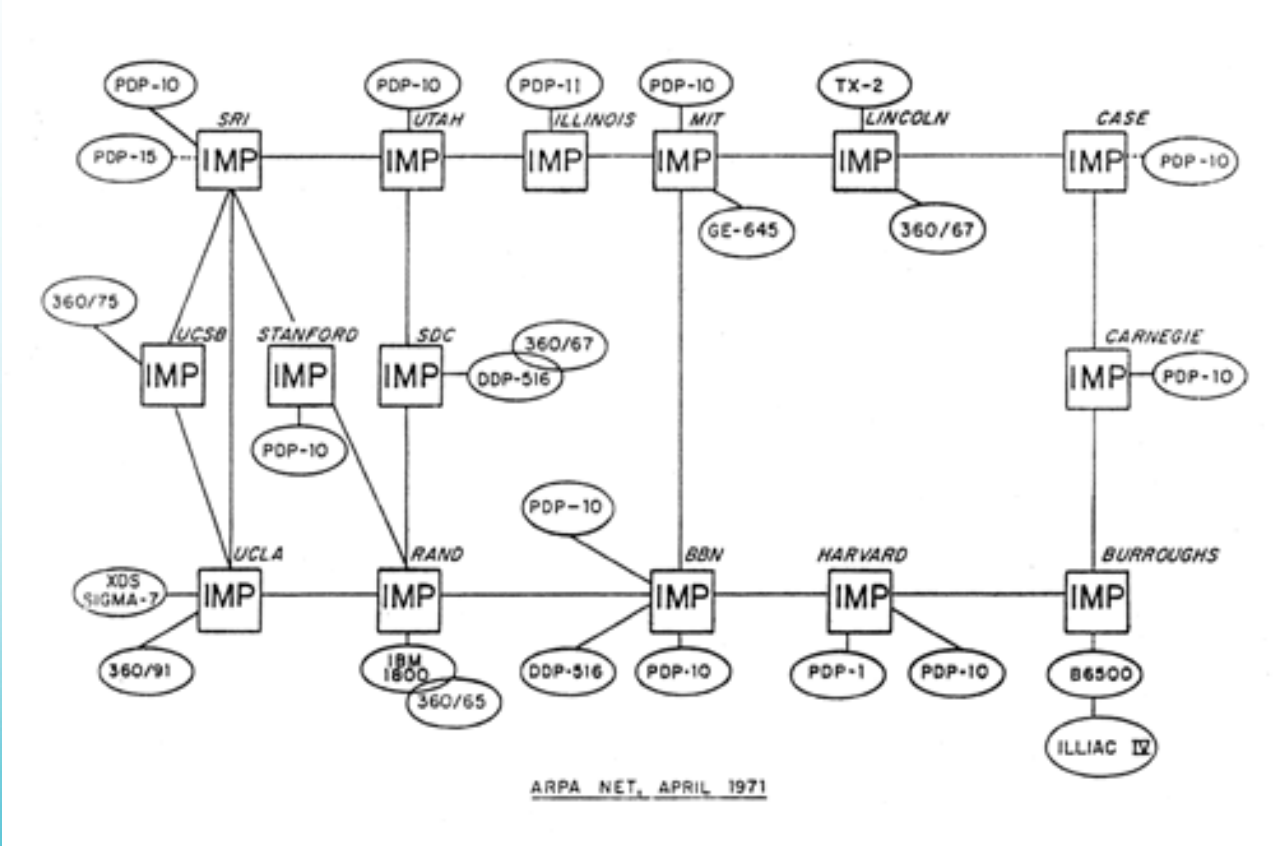 PDP-10
PDP-10
PDP-11
PDP-10
TX-2
SRI
UTAH
ILLINOIS
MIT
LINCOLN
CASE
PDP-15
IMP
IMP
IMP
IMP
IMP
IMP
PDP-10
GE-645
360/67
360/75
UCSB
STANFORD
SDC
360/67
CARNEGIE
IMP
IMP
IMP
DDP-516
IMP
PDP-10
PDP-10
PDP-10
UCLA
RAND
BBN
HARVARD
BURROUGHS
XDS
SIGMA-7
IMP
IMP
IMP
IMP
IMP
360/91
IBM
1800
360/65
DDP-516
PDP-10
PDP-1
PDP-10
B6500
ILLIAC IV
ARPA NET, APRIL 1971